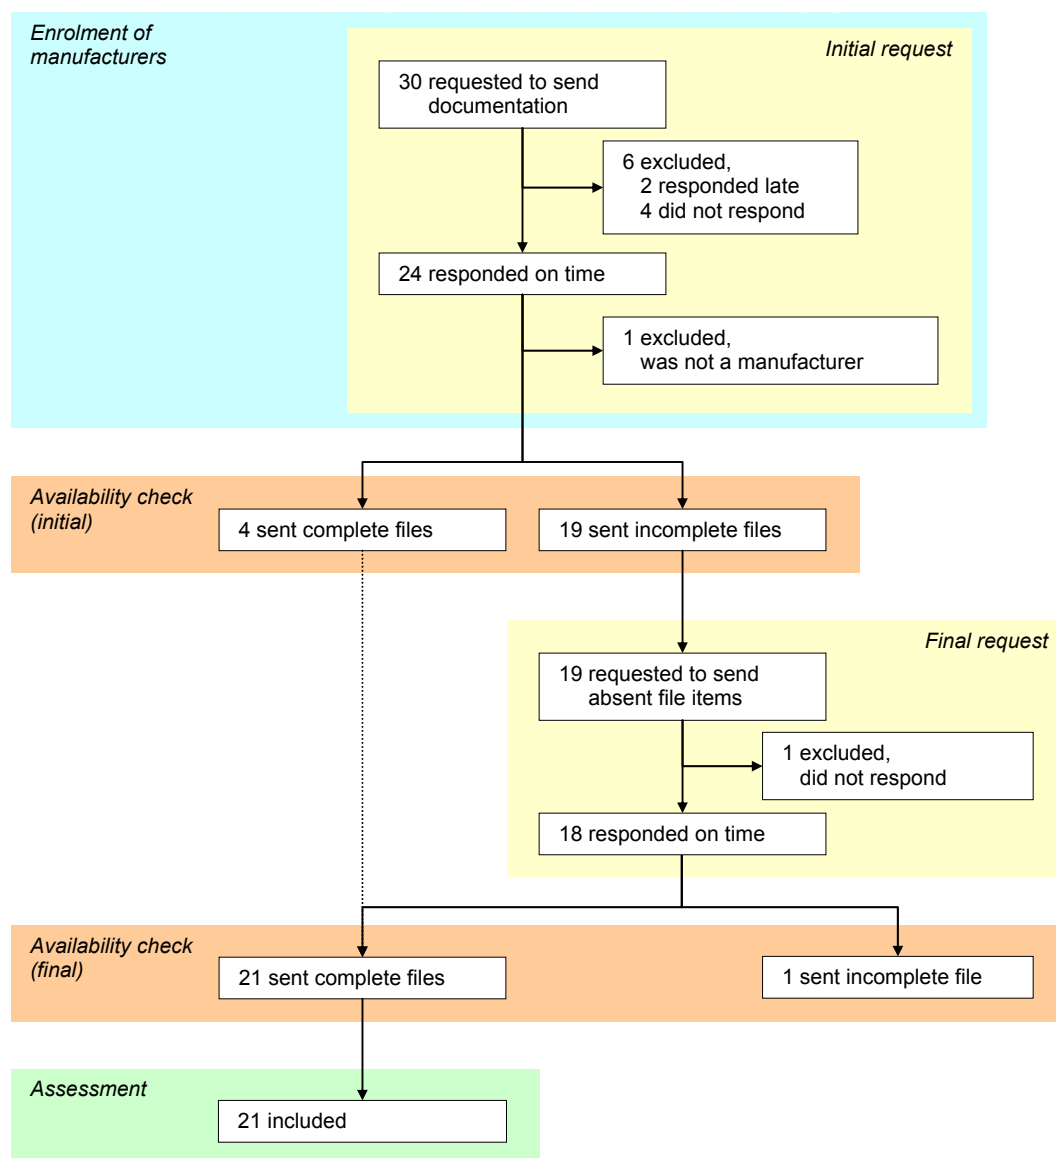 Enrolment of
manufacturers
Initial request
30 requested to send
documentation
6 excluded,
2 responded late
4 did not respond
24 responded on time
1 excluded,
was not a manufacturer
Availability check
(initial)
4 sent complete files
19 sent incomplete files
Final request
19 requested to send
absent file items
1 excluded,
did not respond
18 responded on time
Availability check
(final)
21 sent complete files
1 sent incomplete file
Assessment
21 included